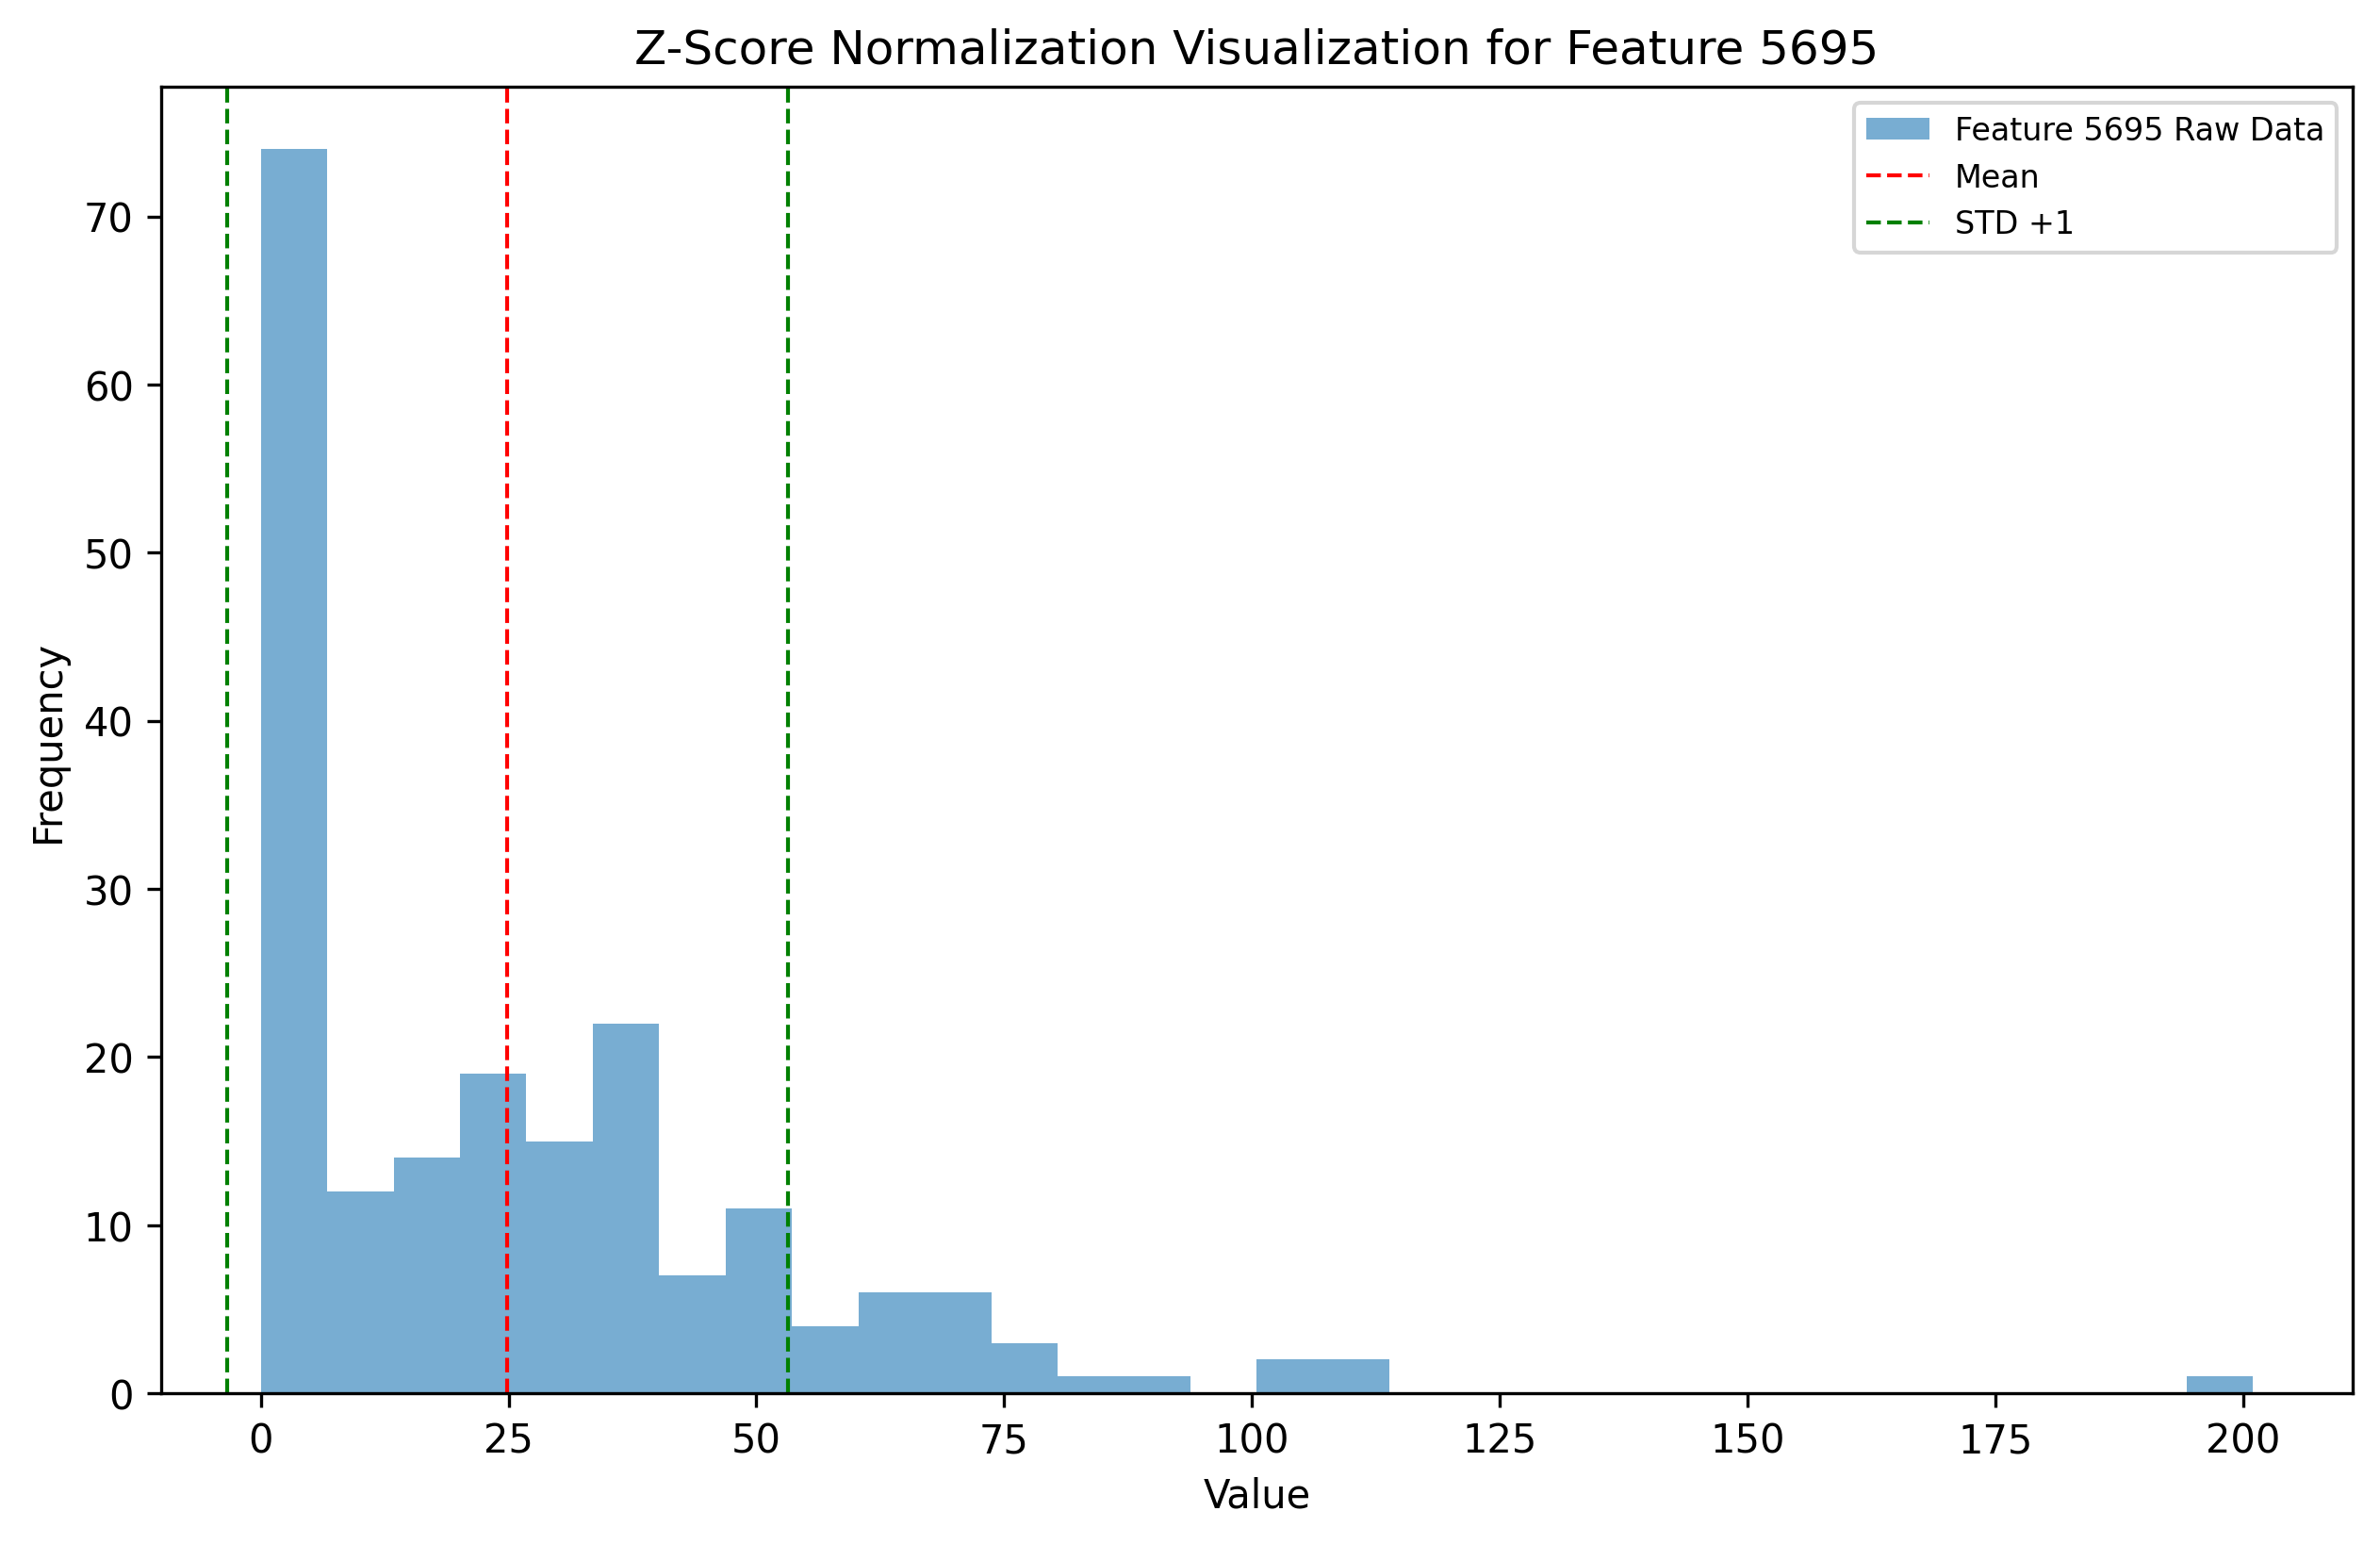 Z-Score Normalization Visualization for Feature 5695
Feature 5695 Raw Data
Mean
STD +1
Frequency
70
60
50
40
30
20
10
0
0 25 50 75 100 125 150 175 200
Value